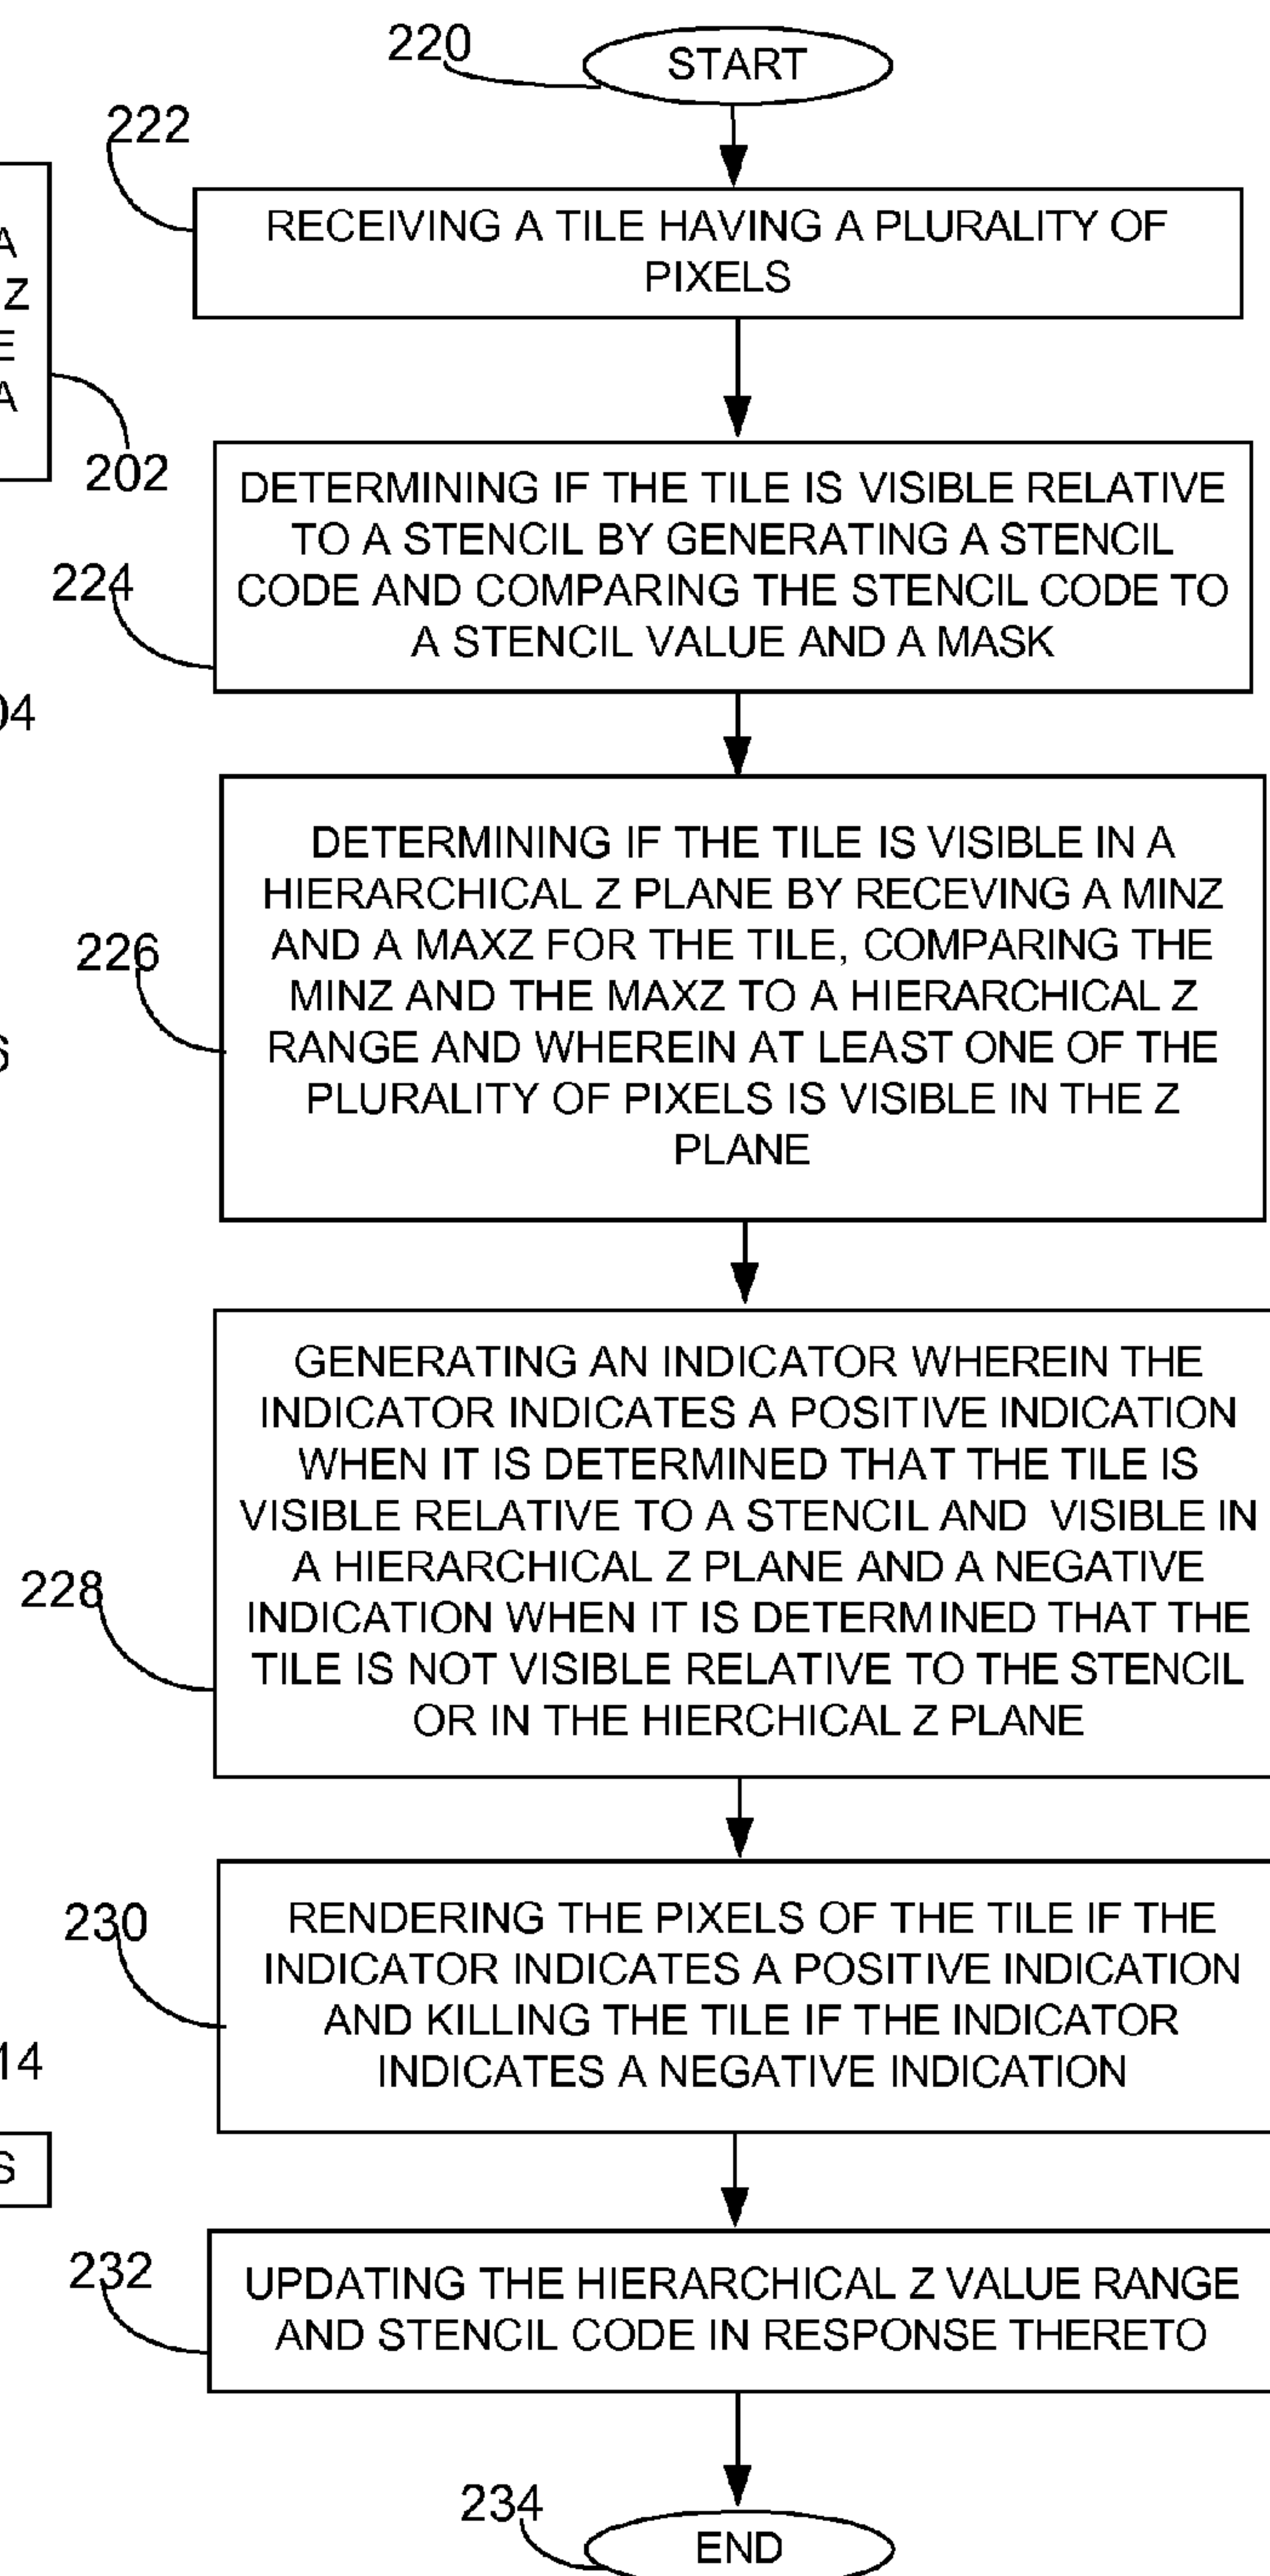 220
START
222
RECEIVING A TILE HAVING A PLURALITY OF
PIXELS
A
Z
E
A
202
224
DETERMINING IF THE TILE IS VISIBLE RELATIVE
TO A STENCIL BY GENERATING A STENCIL
CODE AND COMPARING THE STENCIL CODE TO
A STENCIL VALUE AND A MASK
04
226
DETERMINING IF THE TILE IS VISIBLE IN A
HIERARCHICAL Z PLANE BY RECEVING A MINZ
AND A MAXZ FOR THE TILE, COMPARING THE
MINZ AND THE MAXZ TO A HIERARCHICAL Z
RANGE AND WHEREIN AT LEAST ONE OF THE
PLURALITY OF PIXELS IS VISIBLE IN THE Z
PLANE
6
228
GENERATING AN INDICATOR WHEREIN THE
INDICATOR INDICATES A POSITIVE INDICATION
WHEN IT IS DETERMINED THAT THE TILE IS
VISIBLE RELATIVE TO A STENCIL AND VISIBLE IN
A HIERARCHICAL Z PLANE AND A NEGATIVE
INDICATION WHEN IT IS DETERMINED THAT THE
TILE IS NOT VISIBLE RELATIVE TO THE STENCIL
OR IN THE HIERCHICAL Z PLANE
230
RENDERING THE PIXELS OF THE TILE IF THE
INDICATOR INDICATES A POSITIVE INDICATION
AND KILLING THE TILE IF THE INDICATOR
INDICATES A NEGATIVE INDICATION
14
S
232
UPDATING THE HIERARCHICAL Z VALUE RANGE
AND STENCIL CODE IN RESPONSE THERETO
234
END